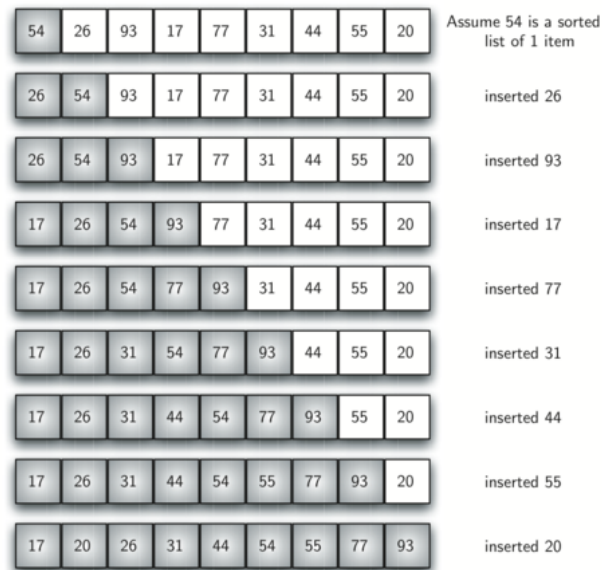 54 26 93 17 77 31 44 55 20 Assume 54 is a sorted
list of 1 item
26 54 93 17 77 31 44 55 20 inserted 26
26 54 93 17 77 31 44 55 20 inserted 93
17 26 54 93 77 31 44 55 20 inserted 17
17 26 54 77 93 31 44 55 20 inserted 77
17 26 31 54 77 93 44 55 20 inserted 31
17 26 31 44 54 77 93 55 20 inserted 44
17 26 31 44 54 55 77 93 20 inserted 55
17 20 26 31 44 54 55 77 93 inserted 20